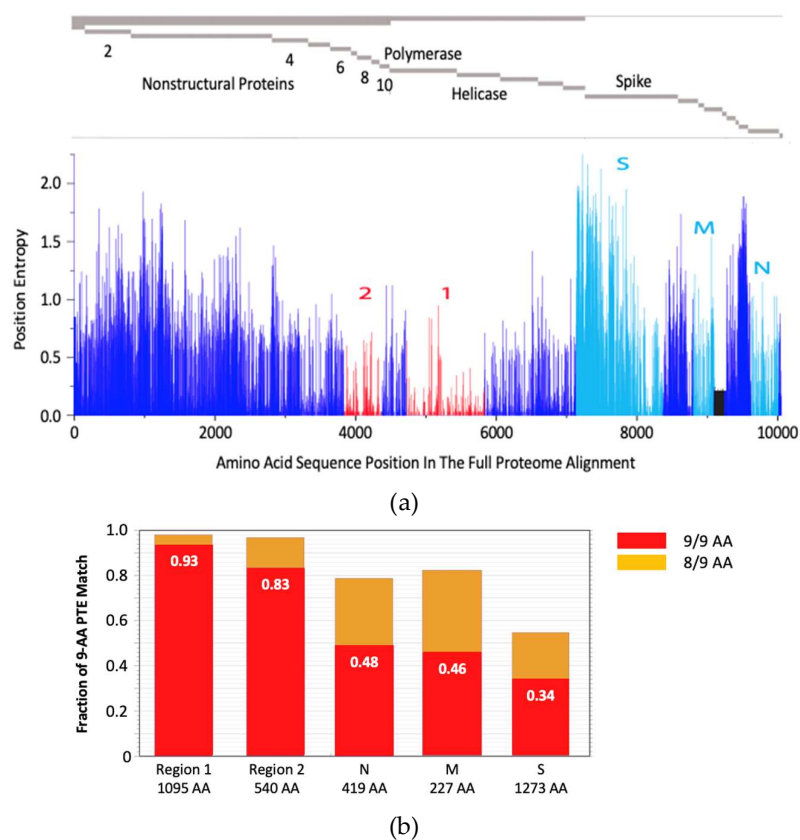 2
4
6
8
10
Polymerase
Nonstructural Proteins
Helicase
Spike
Position Entropy
2.0
1.5
1.0
0.5
0.0
2
1
S
M
N
0 2000 4000 6000 8000 10000
Amino Acid Sequence Position In The Full Proteome Alignment
(a)
Fraction of 9-AA PTE Match
1.0
0.8
0.6
0.4
0.2
0
0.93
0.83
0.48
0.46
0.34
9/9 AA
8/9 AA
Region 1 Region 2 N M S
1095 AA 540 AA 419 AA 227 AA 1273 AA
(b)